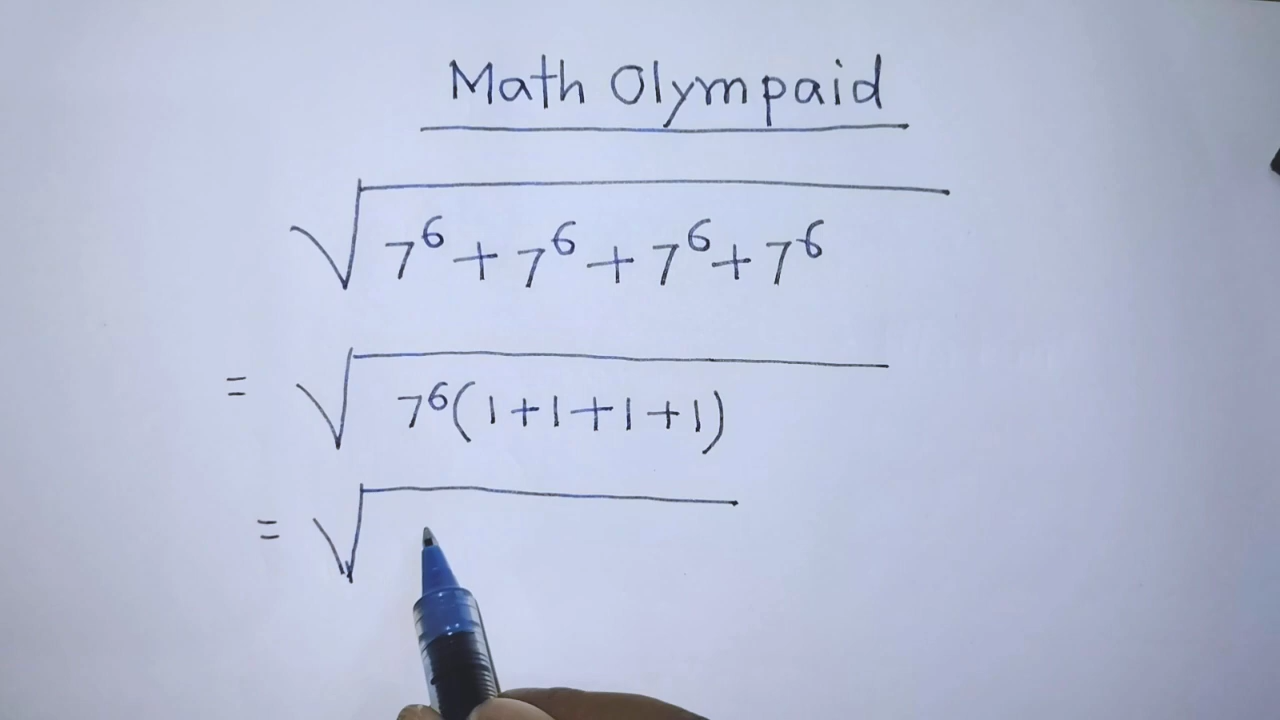 Math Olympaid
√7⁶+7⁶+7⁶+7⁶
= √7⁶(1+1+1+1)
= √